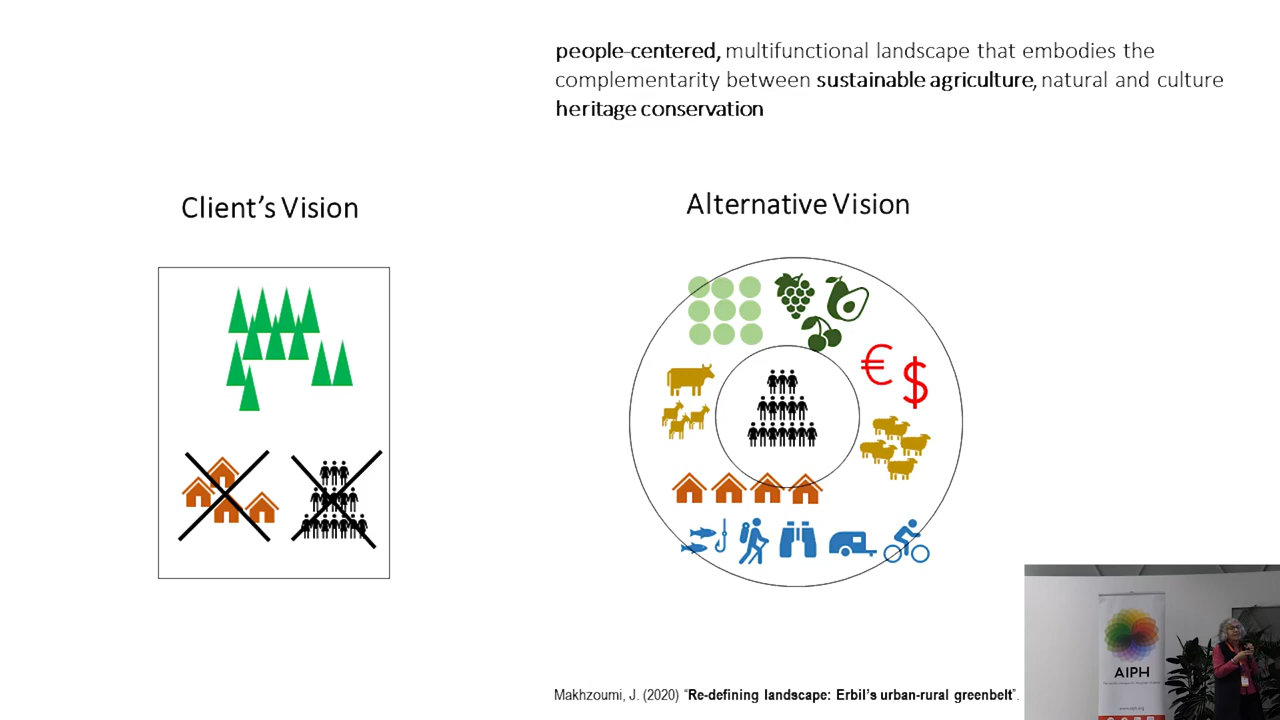 people-centered, multifunctional landscape that embodies the
complementarity between sustainable agriculture, natural and culture
heritage conservation
Client's Vision
Alternative Vision
€ $
AIPH
Makhzoumi, J. (2020) "Re-defining landscape: Erbil's urban-rural greenbelt".